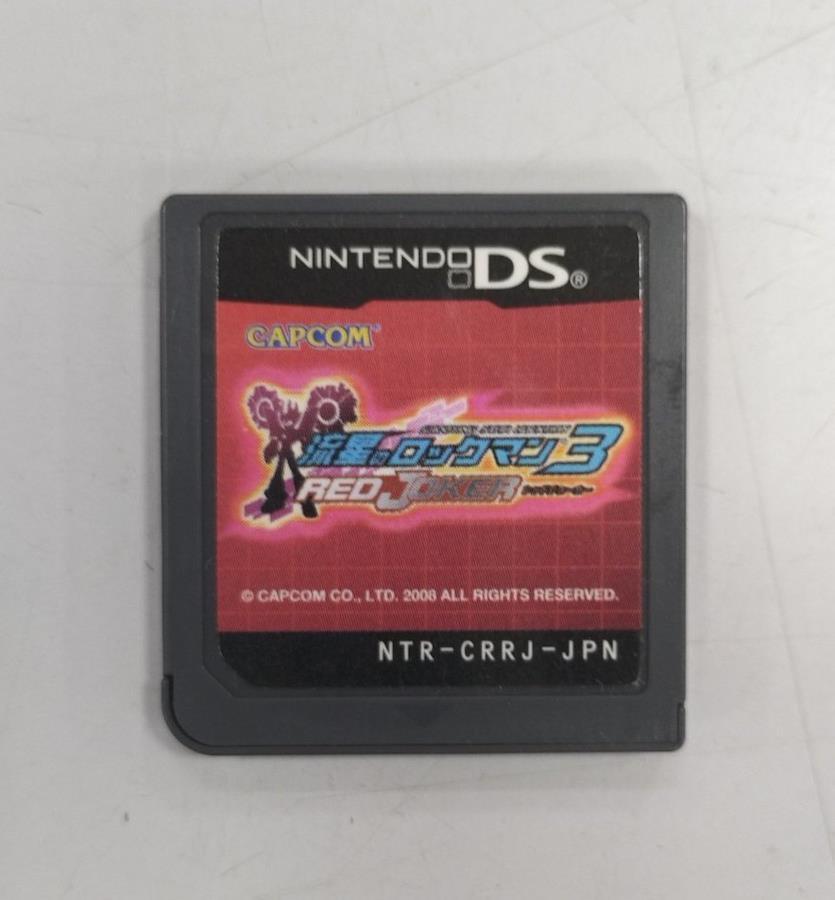 NINTENDO DS®
CAPCOM
流星のロックマン3
RED JOKER
© CAPCOM CO., LTD. 2008 ALL RIGHTS RESERVED.
NTR-CRRJ-JPN